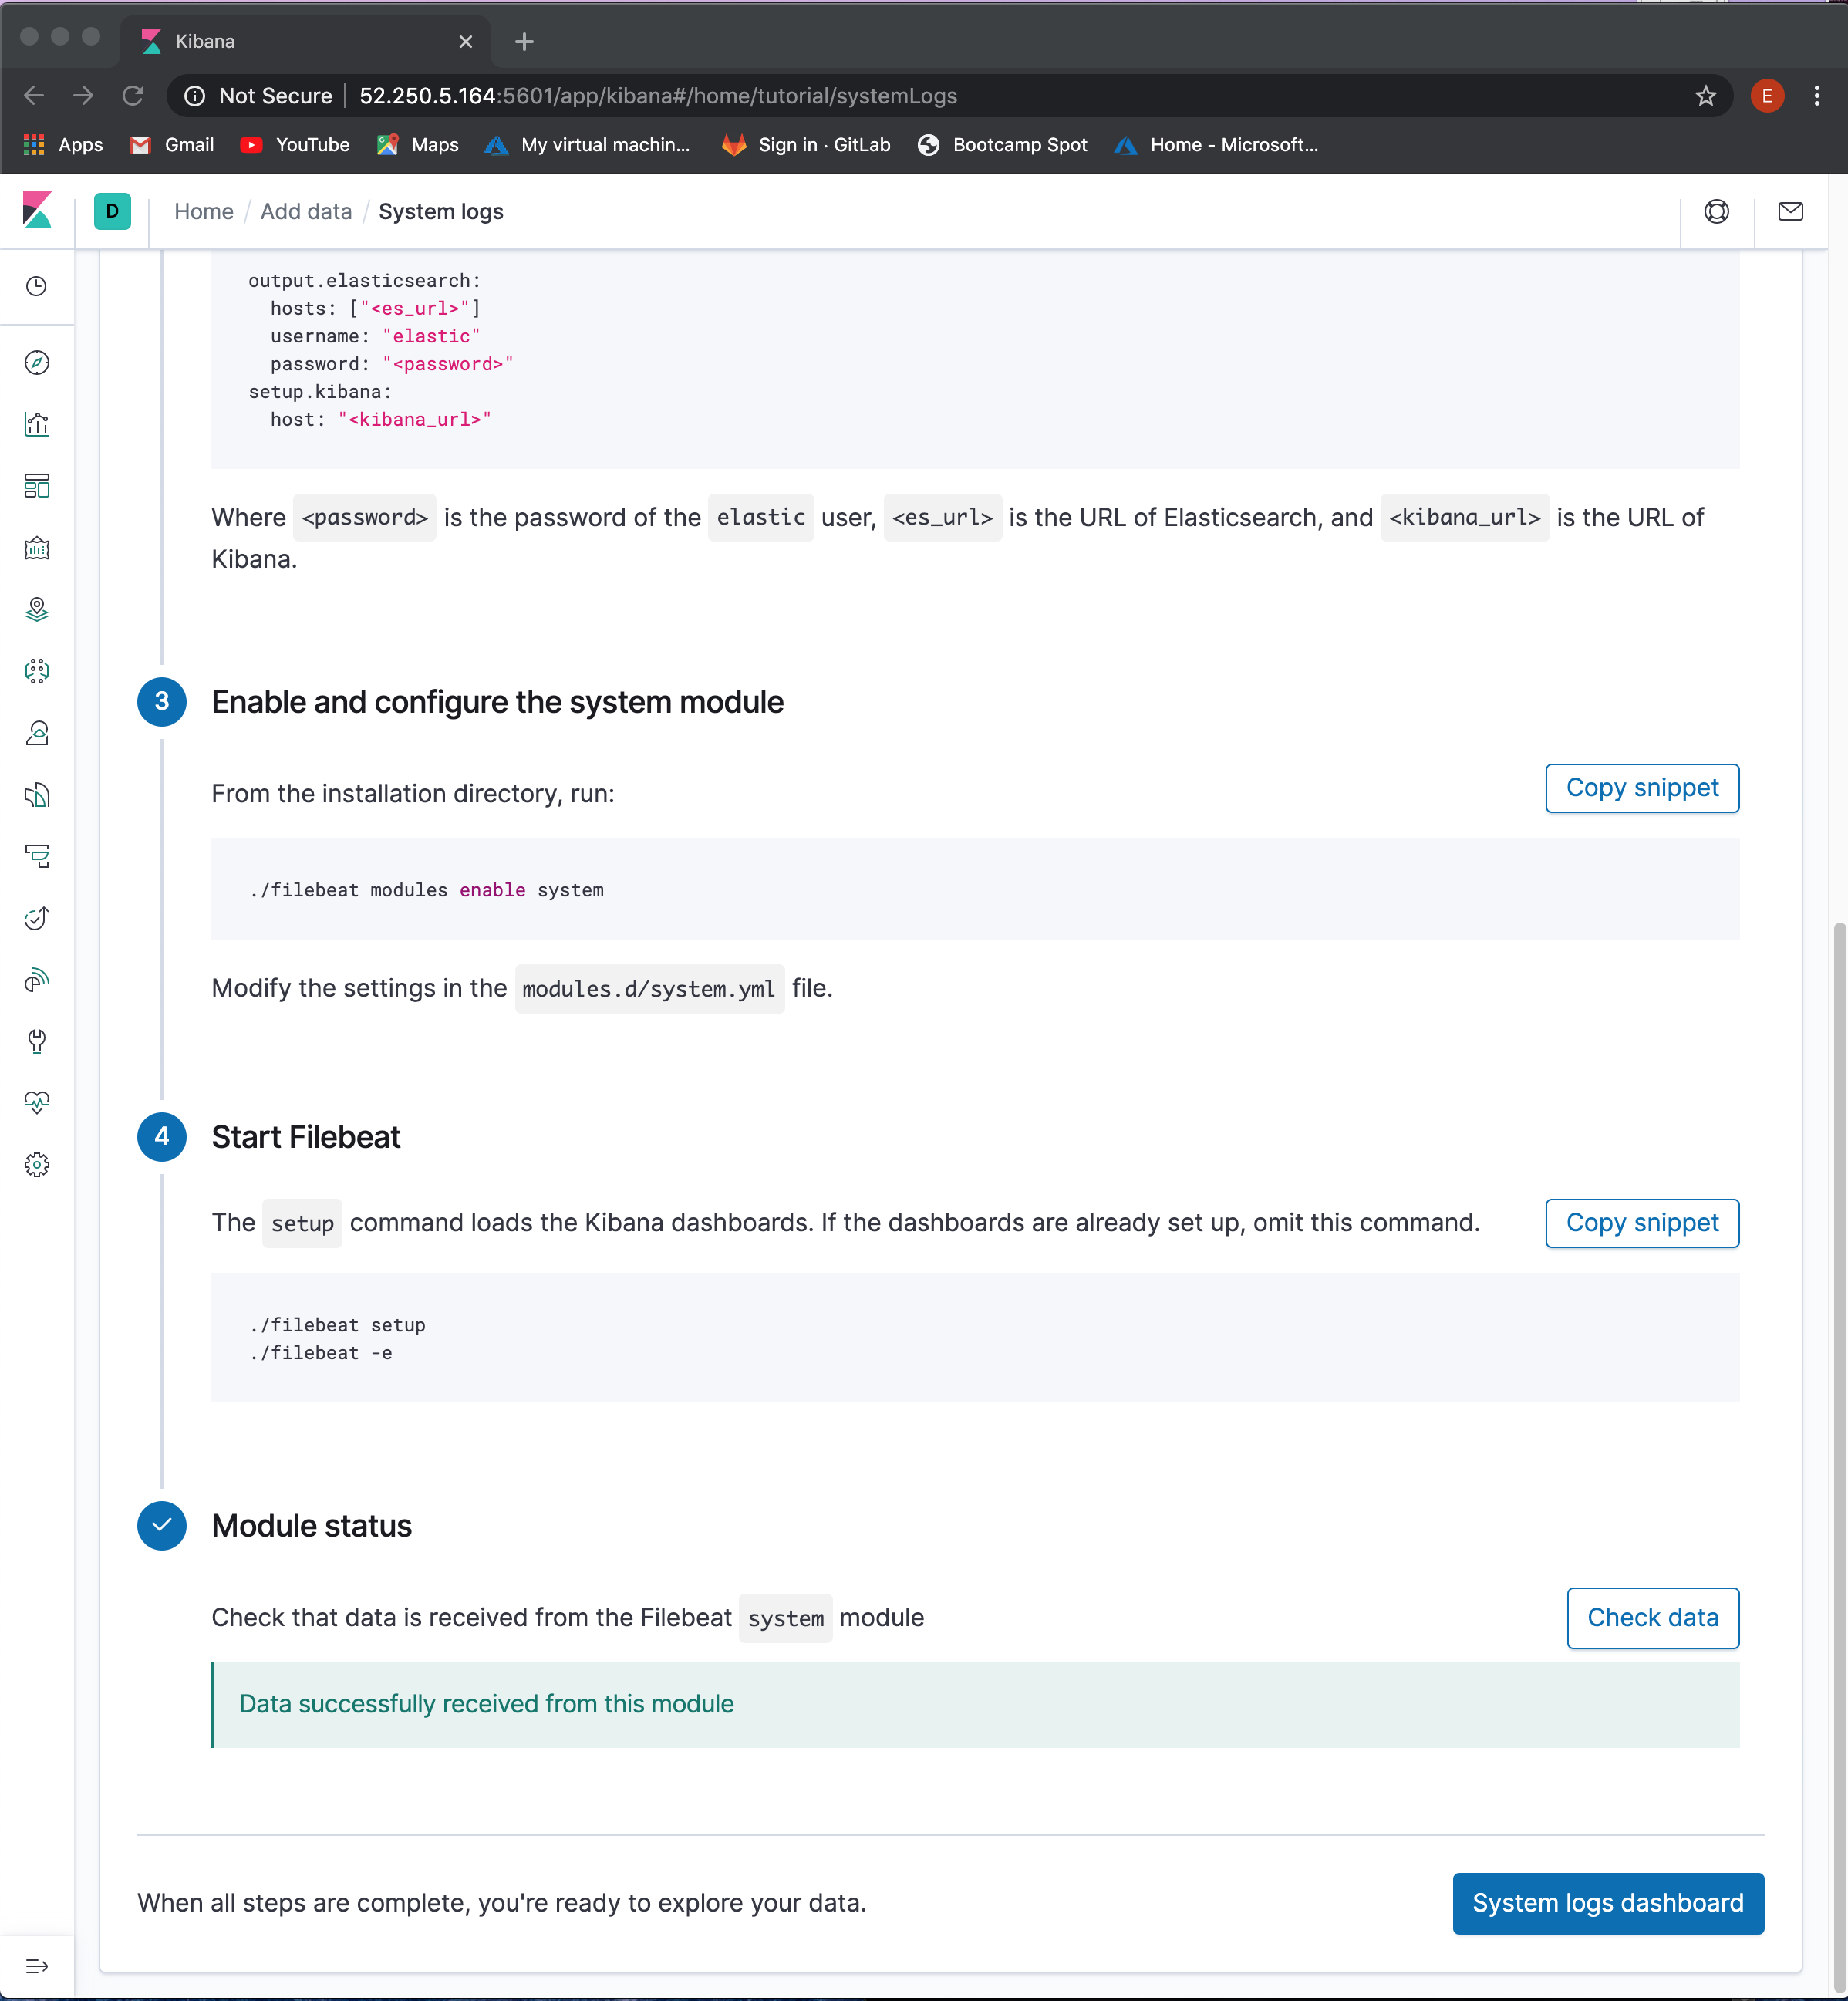 Kibana
Not Secure 52.250.5.164:5601/app/kibana#/home/tutorial/systemLogs
E
Apps Gmail YouTube Maps My virtual machin... Sign in · GitLab Bootcamp Spot Home - Microsoft...
D Home / Add data / System logs
output.elasticsearch:
hosts: ["<es_url>"]
username: "elastic"
password: "<password>"
setup.kibana:
host: "<kibana_url>"
Where <password> is the password of the elastic user, <es_url> is the URL of Elasticsearch, and <kibana_url> is the URL of
Kibana.
3 Enable and configure the system module
From the installation directory, run:
Copy snippet
./filebeat modules enable system
Modify the settings in the modules.d/system.yml file.
4 Start Filebeat
The setup command loads the Kibana dashboards. If the dashboards are already set up, omit this command.
Copy snippet
./filebeat setup
./filebeat -e
Module status
Check that data is received from the Filebeat system module
Check data
Data successfully received from this module
When all steps are complete, you're ready to explore your data.
System logs dashboard